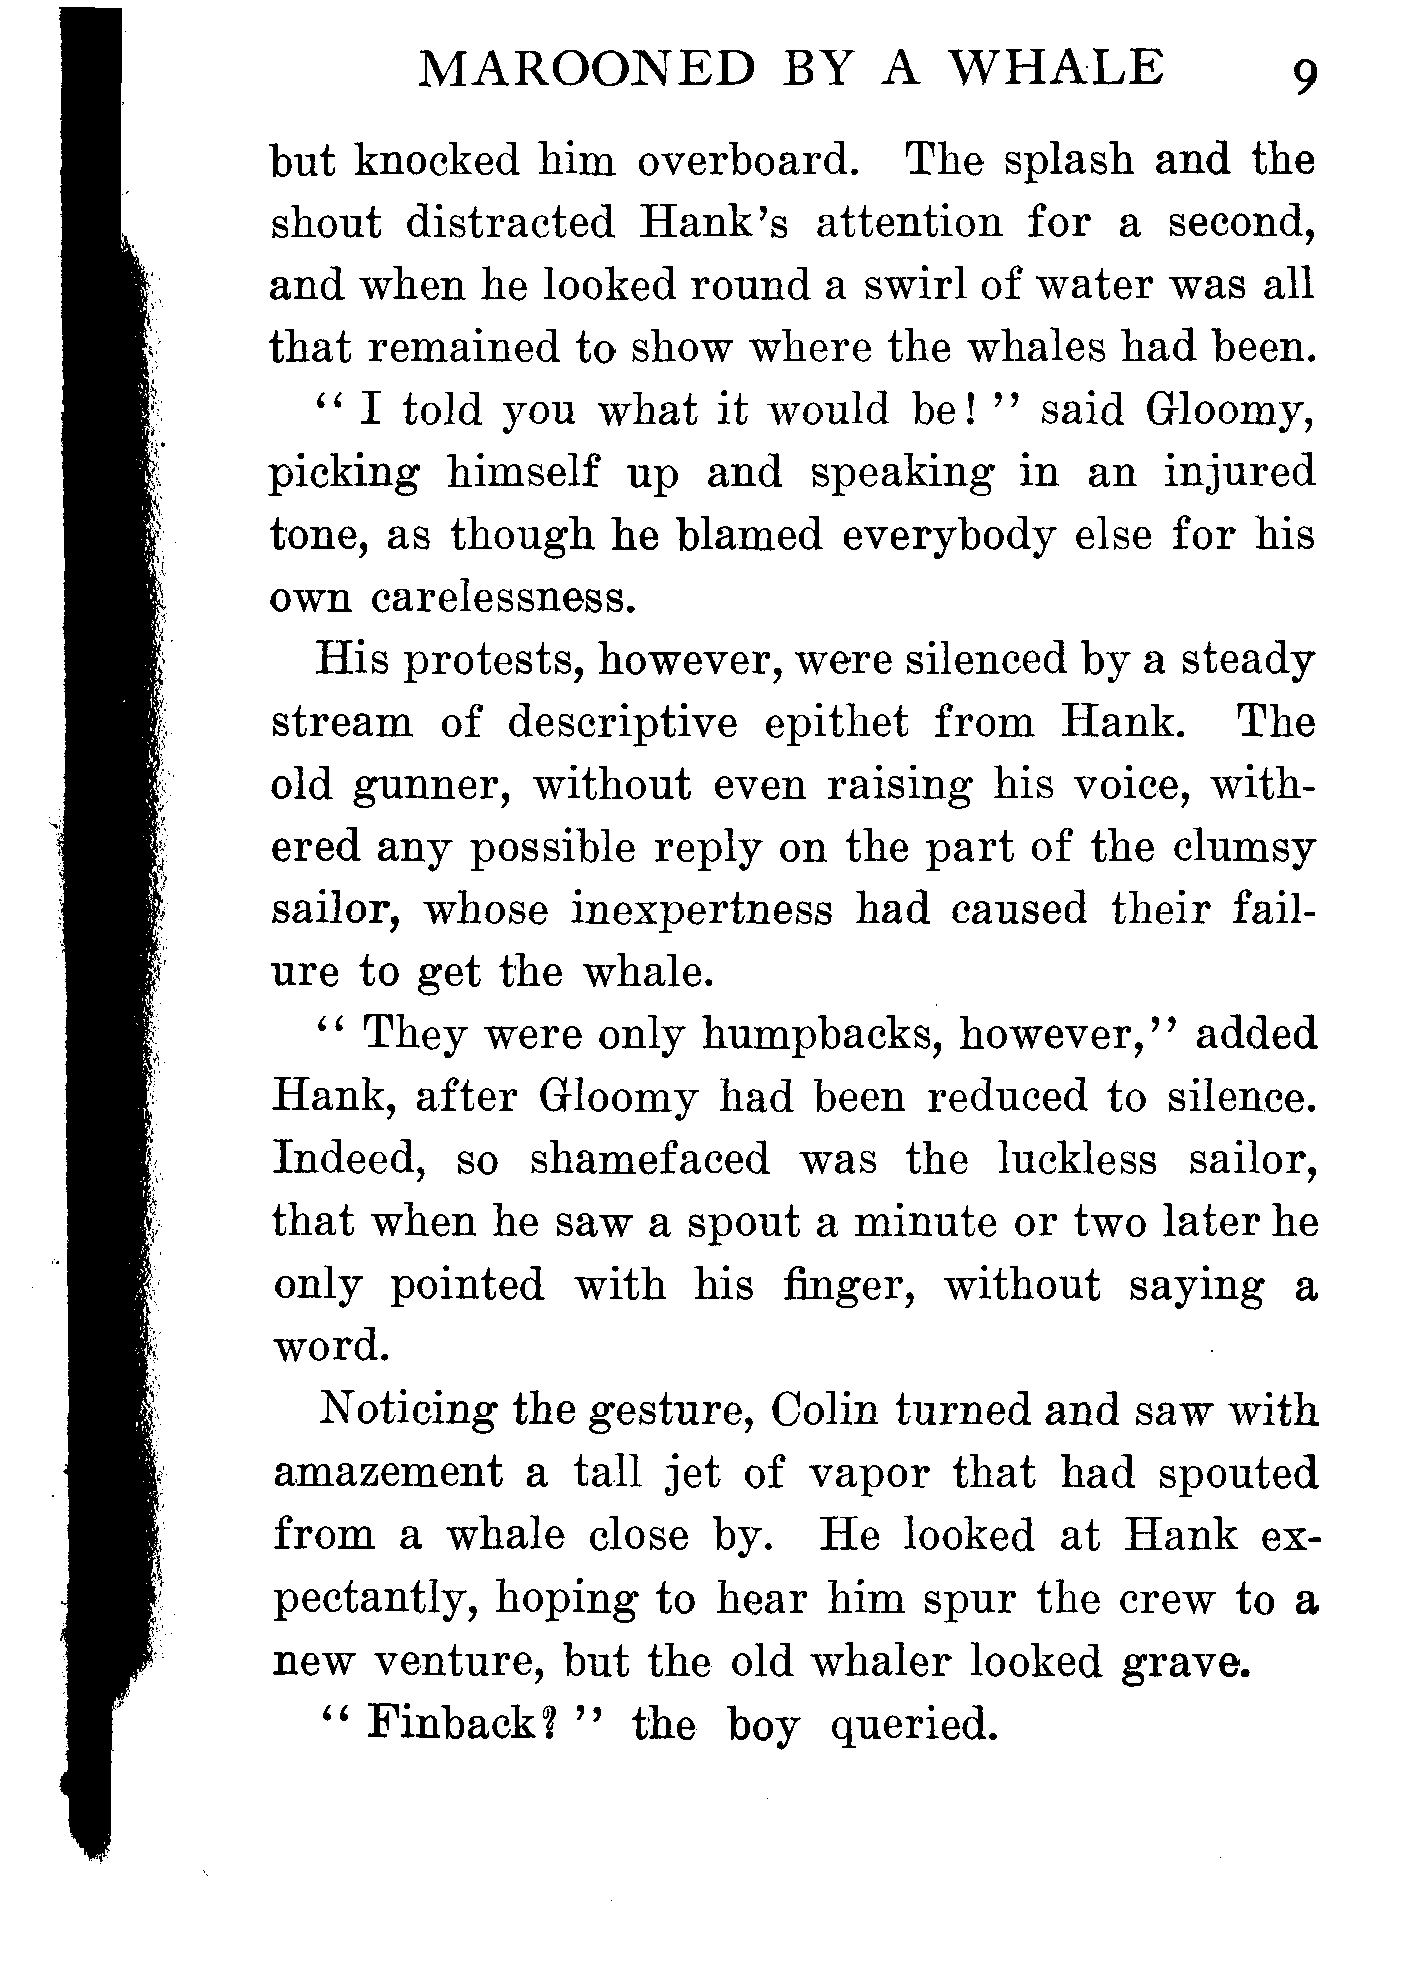 MAROONED BY A WHALE 9
but knocked him overboard. The splash and the
shout distracted Hank's attention for a second,
and when he looked round a swirl of water was all
that remained to show where the whales had been.
" I told you what it would be! " said Gloomy,
picking himself up and speaking in an injured
tone, as though he blamed everybody else for his
own carelessness.
His protests, however, were silenced by a steady
stream of descriptive epithet from Hank. The
old gunner, without even raising his voice, with-
ered any possible reply on the part of the clumsy
sailor, whose inexpertness had caused their fail-
ure to get the whale.
" They were only humpbacks, however," added
Hank, after Gloomy had been reduced to silence.
Indeed, so shamefaced was the luckless sailor,
that when he saw a spout a minute or two later he
only pointed with his finger, without saying a
word.
Noticing the gesture, Colin turned and saw with
amazement a tall jet of vapor that had spouted
from a whale close by. He looked at Hank ex-
pectantly, hoping to hear him spur the crew to a
new venture, but the old whaler looked grave.
" Finback? " the boy queried.